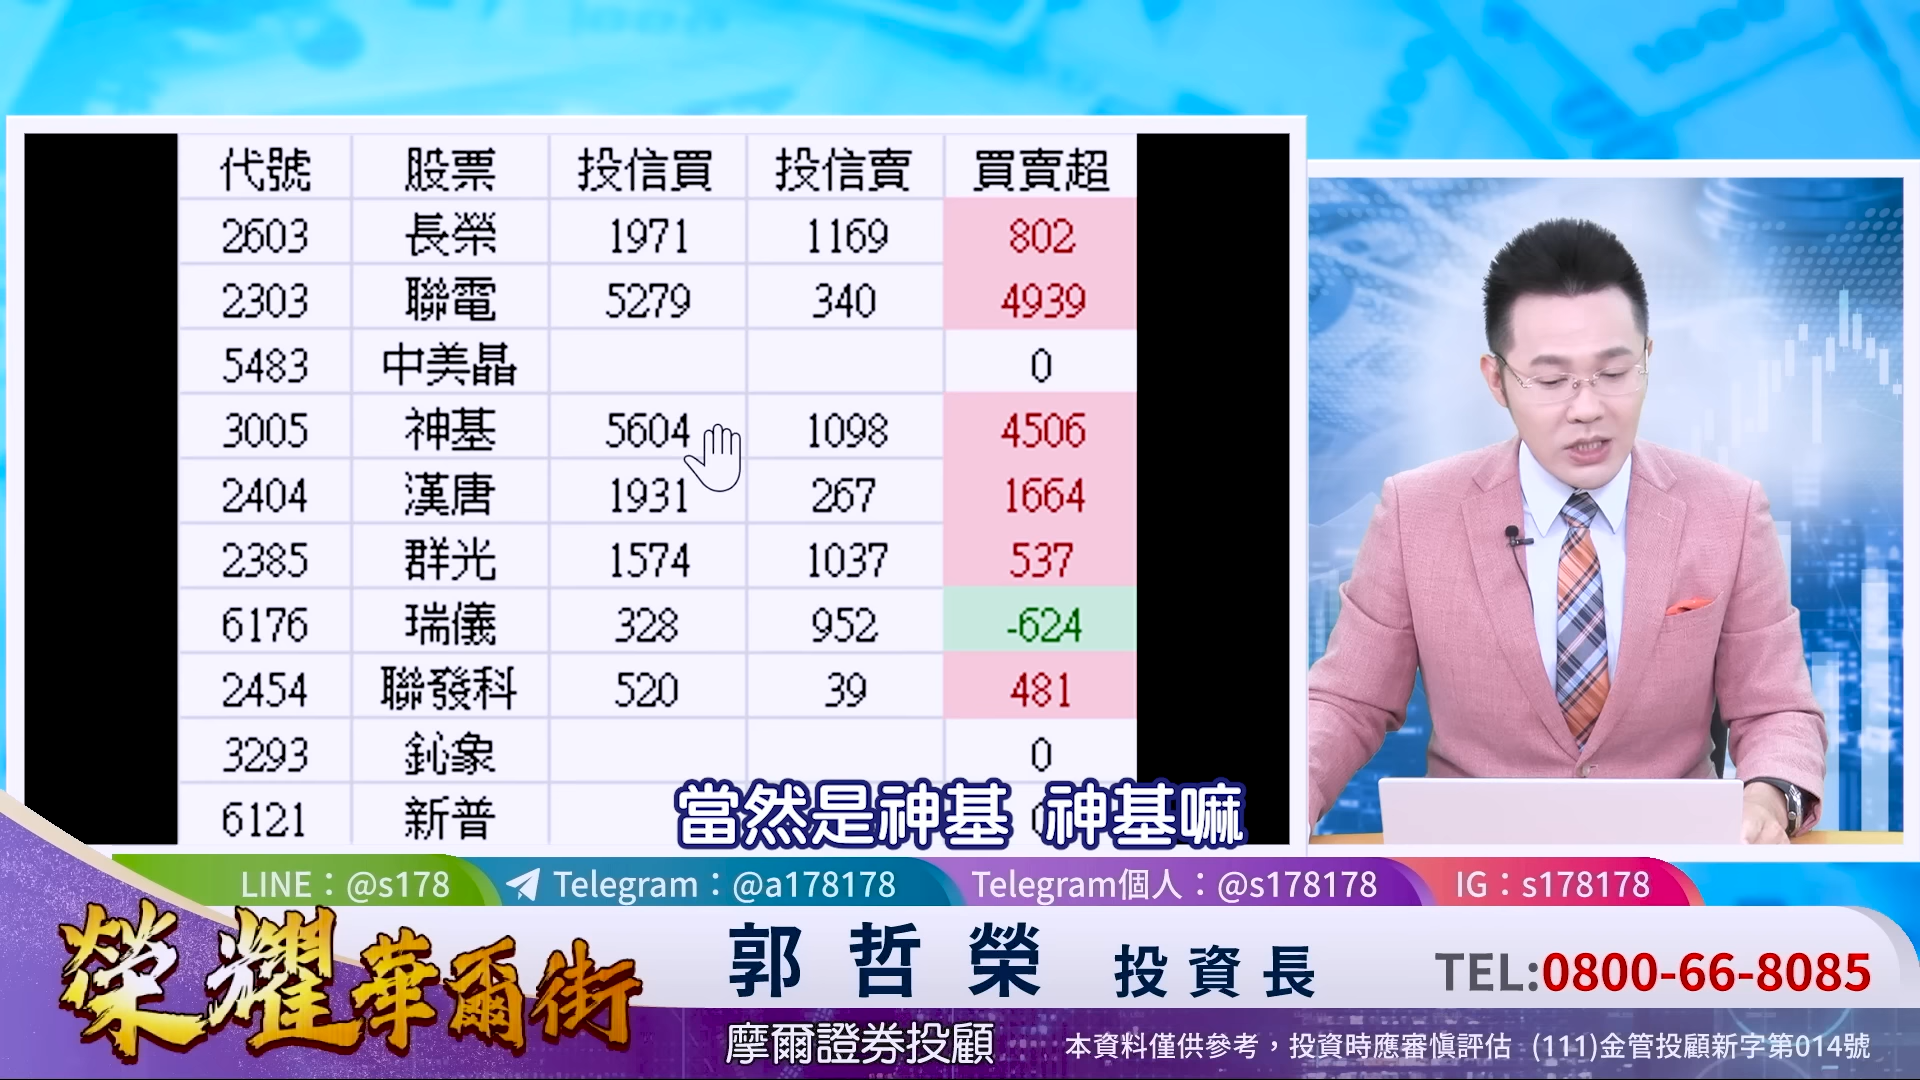 代號 股票 投信買 投信賣 買賣超
2603 長榮 1971 1169 802
2303 聯電 5279 340 4939
5483 中美晶 0
3005 神基 5604 1098 4506
2404 漢唐 1931 267 1664
2385 群光 1574 1037 537
6176 瑞儀 328 952 -624
2454 聯發科 520 39 481
3293 鈊象 0
6121 新普
當然是神基 神基嘛
LINE：@s178 Telegram：@a178178 Telegram個人：@s178178 IG：s178178
榮耀華爾街
郭哲榮 投資長 TEL:0800-66-8085
摩爾證券投顧 本資料僅供參考，投資時應審慎評估 (111)金管投顧新字第014號